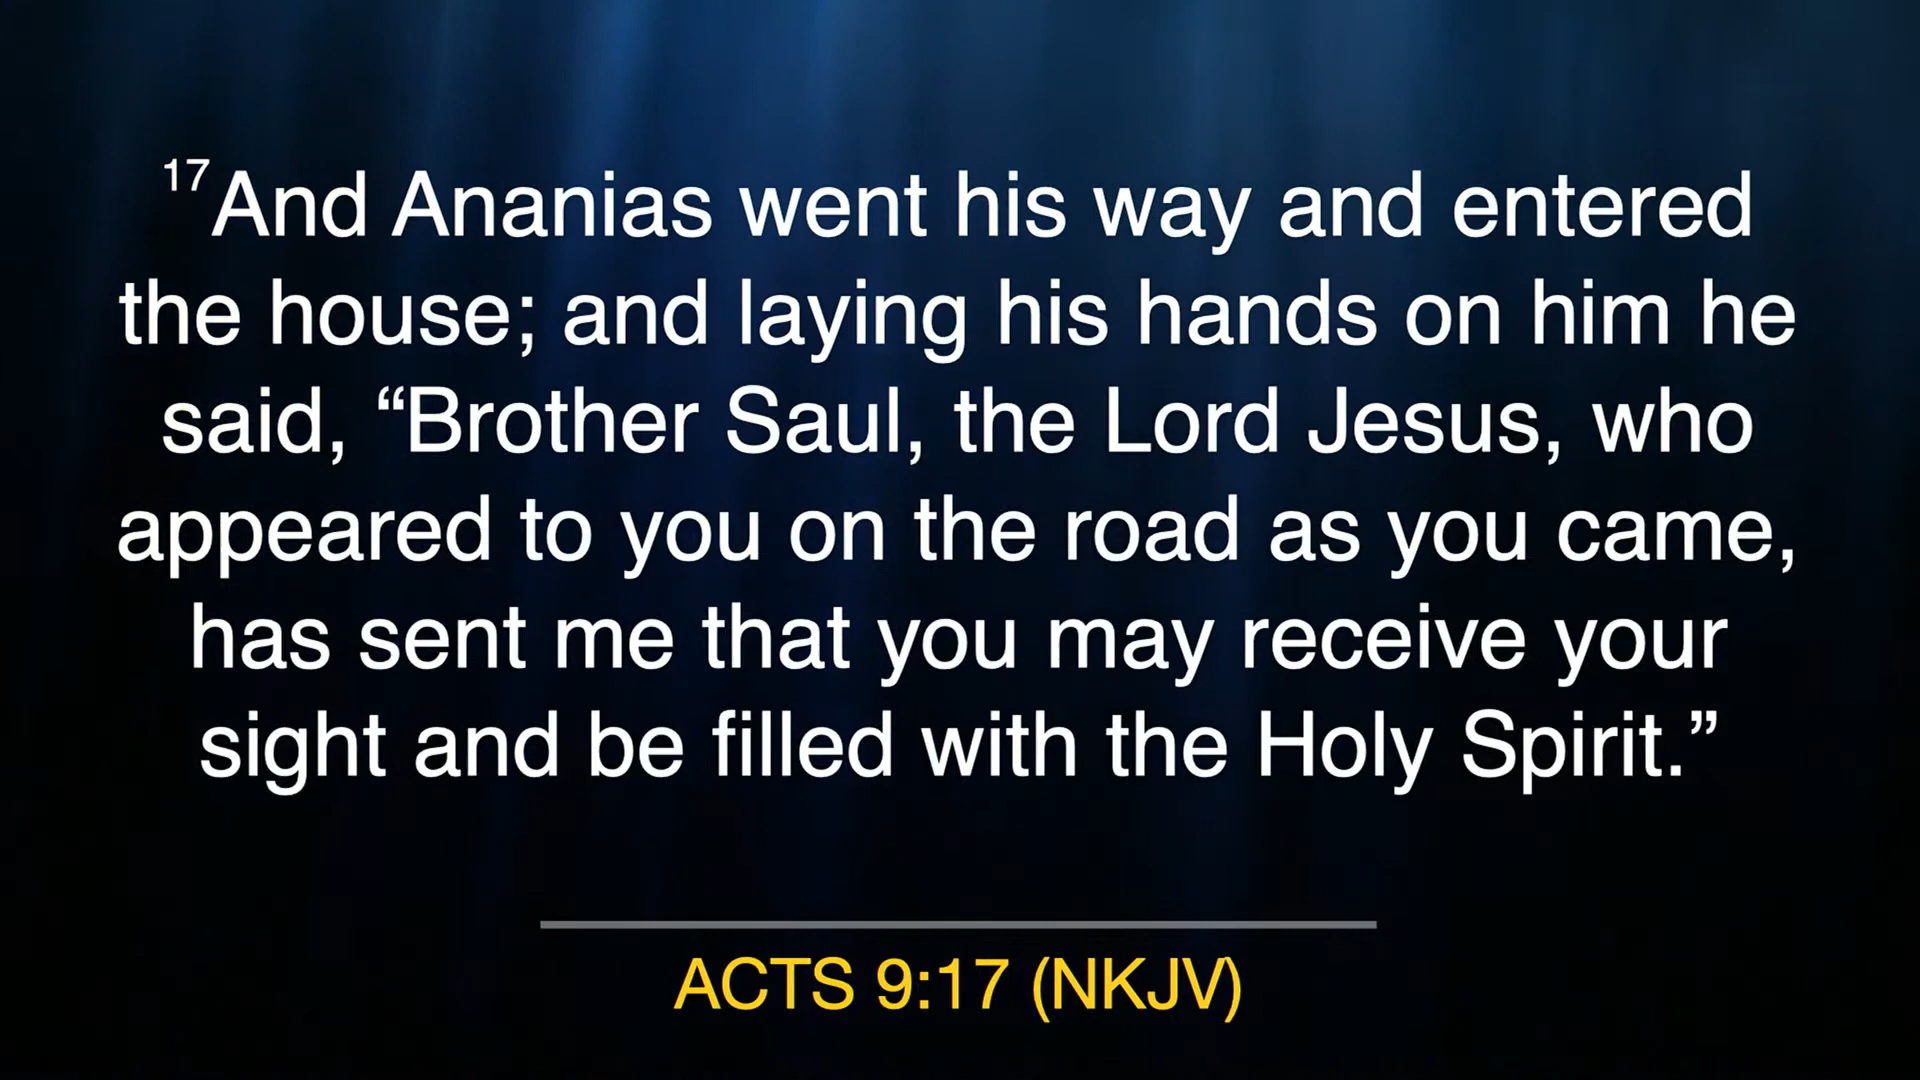 17And Ananias went his way and entered
the house; and laying his hands on him he
said, “Brother Saul, the Lord Jesus, who
appeared to you on the road as you came,
has sent me that you may receive your
sight and be filled with the Holy Spirit.”
ACTS 9:17 (NKJV)